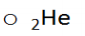 ○ ₂He